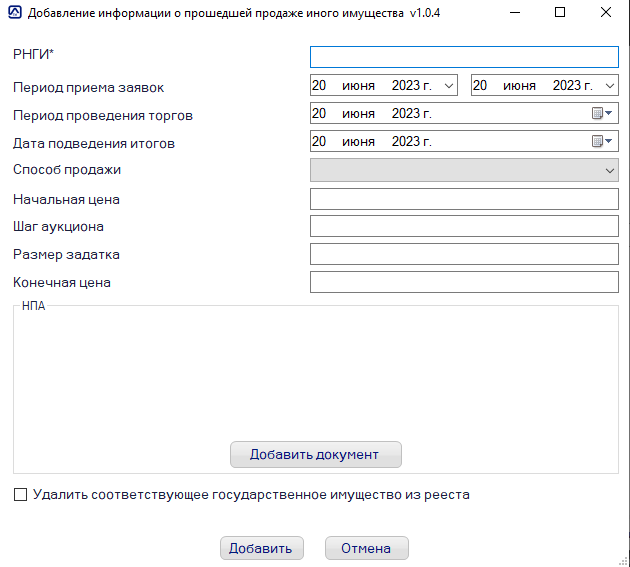 Добавление информации о прошедшей продаже иного имущества v1.0.4
РНГИ*
Период приема заявок 20 июня 2023 г. 20 июня 2023 г.
Период проведения торгов 20 июня 2023 г.
Дата подведения итогов 20 июня 2023 г.
Способ продажи
Начальная цена
Шаг аукциона
Размер задатка
Конечная цена
НПА
Добавить документ
Удалить соответствующее государственное имущество из рееста
Добавить Отмена